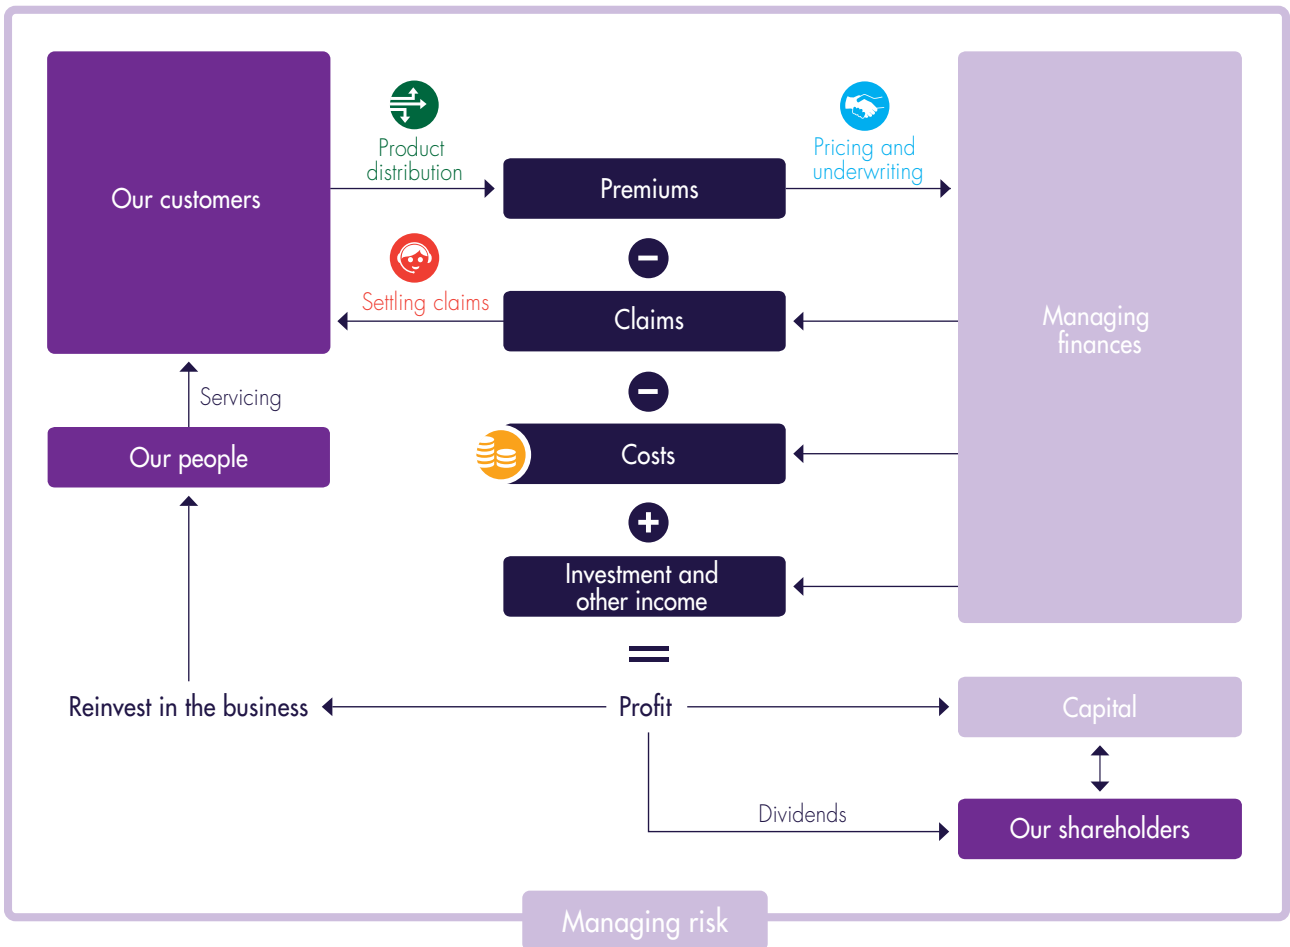 Our customers
Product
distribution
Premiums
Pricing and
underwriting
Settling claims
Claims
Managing
finances
Servicing
Our people
Costs
Investment and
other income
Reinvest in the business
Profit
Capital
Dividends
Our shareholders
Managing risk